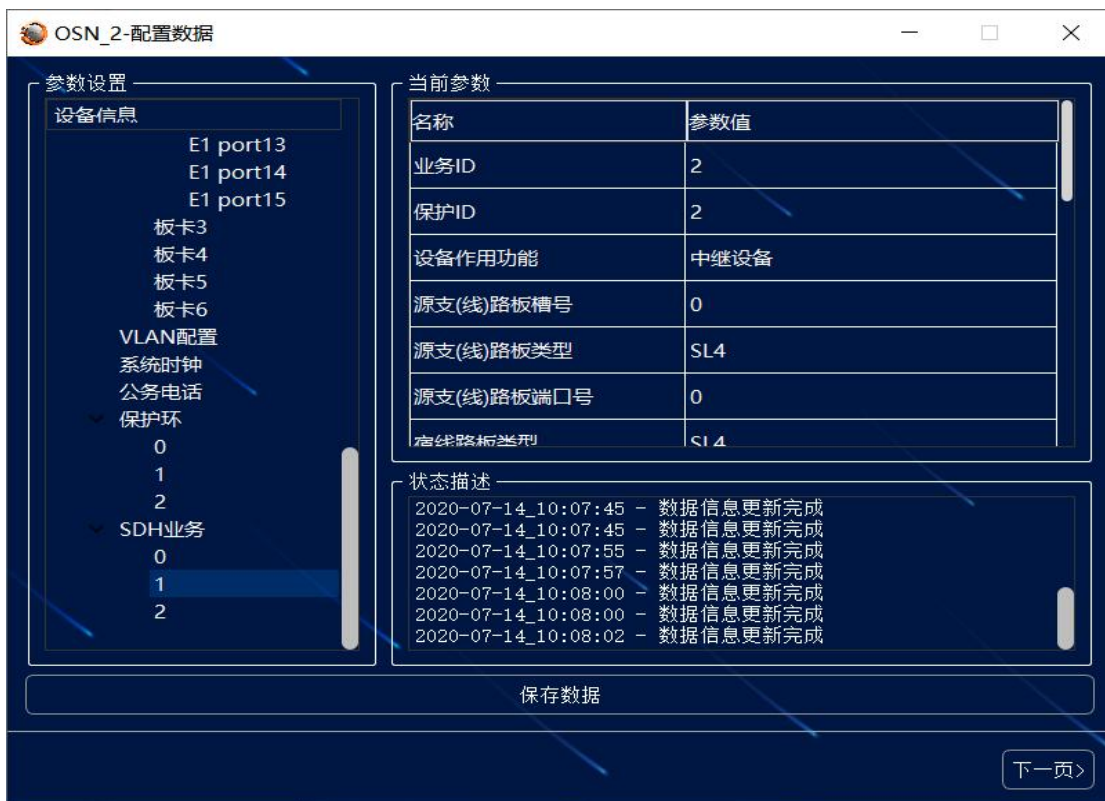 OSN_2-配置数据
参数设置
设备信息
E1 port13
E1 port14
E1 port15
板卡3
板卡4
板卡5
板卡6
VLAN配置
系统时钟
公务电话
保护环
0
1
2
SDH业务
0
1
2
当前参数
名称 参数值
业务ID 2
保护ID 2
设备作用功能 中继设备
源支(线)路板槽号 0
源支(线)路板类型 SL4
源支(线)路板端口号 0
宿线路板类型 SL4
状态描述
2020-07-14_10:07:45 - 数据信息更新完成
2020-07-14_10:07:45 - 数据信息更新完成
2020-07-14_10:07:55 - 数据信息更新完成
2020-07-14_10:07:57 - 数据信息更新完成
2020-07-14_10:08:00 - 数据信息更新完成
2020-07-14_10:08:00 - 数据信息更新完成
2020-07-14_10:08:02 - 数据信息更新完成
保存数据
下一页>